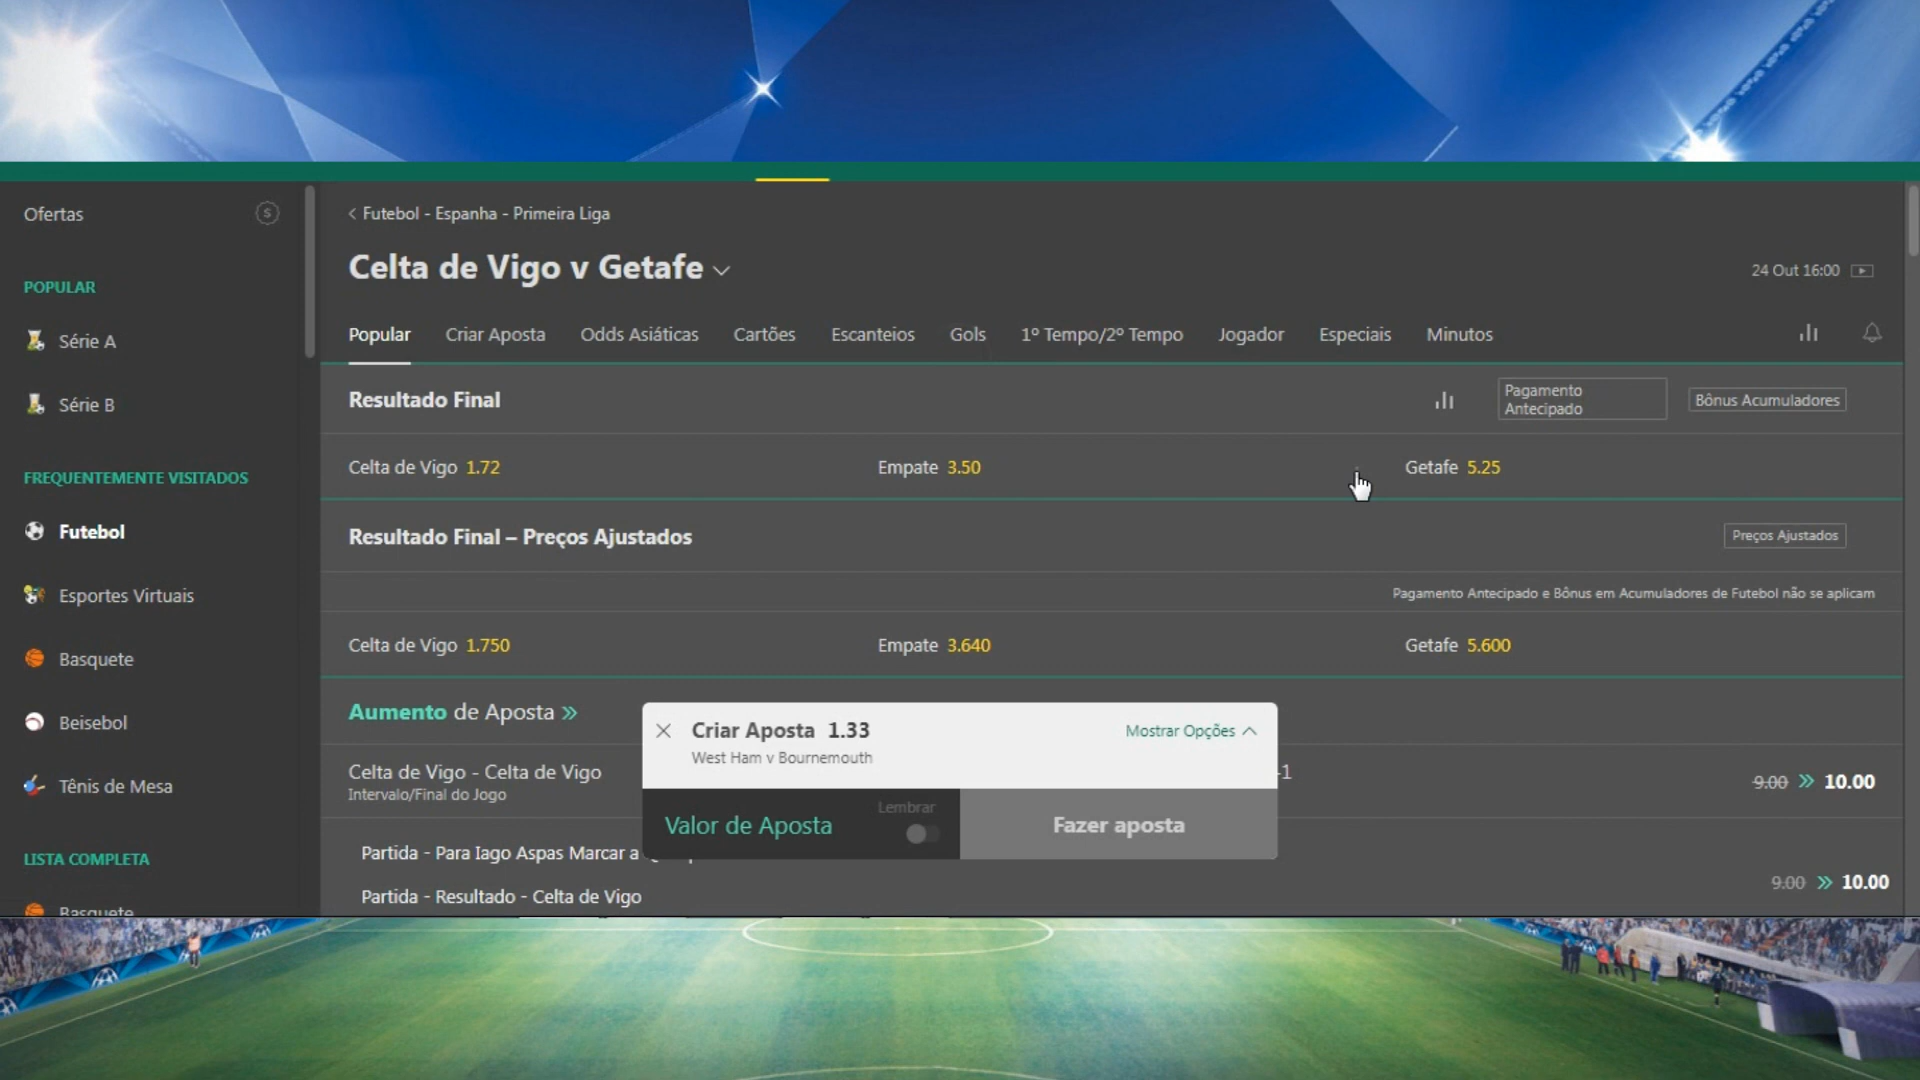 Ofertas
POPULAR
Série A
Série B
FREQUENTEMENTE VISITADOS
Futebol
Esportes Virtuais
Basquete
Beisebol
Tênis de Mesa
LISTA COMPLETA
Basquete
< Futebol - Espanha - Primeira Liga
Celta de Vigo v Getafe
24 Out 16:00
Popular Criar Aposta Odds Asiáticas Cartões Escanteios Gols 1º Tempo/2º Tempo Jogador Especiais Minutos
Resultado Final
Pagamento
Antecipado
Bônus Acumuladores
Celta de Vigo 1.72 Empate 3.50 Getafe 5.25
Resultado Final – Preços Ajustados
Preços Ajustados
Pagamento Antecipado e Bônus em Acumuladores de Futebol não se aplicam
Celta de Vigo 1.750 Empate 3.640 Getafe 5.600
Aumento de Aposta »
Celta de Vigo - Celta de Vigo
Intervalo/Final do Jogo
-1
9.00 » 10.00
Partida - Para Iago Aspas Marcar a
Partida - Resultado - Celta de Vigo
9.00 » 10.00
Criar Aposta 1.33
Mostrar Opções
West Ham v Bournemouth
Valor de Aposta
Lembrar
Fazer aposta